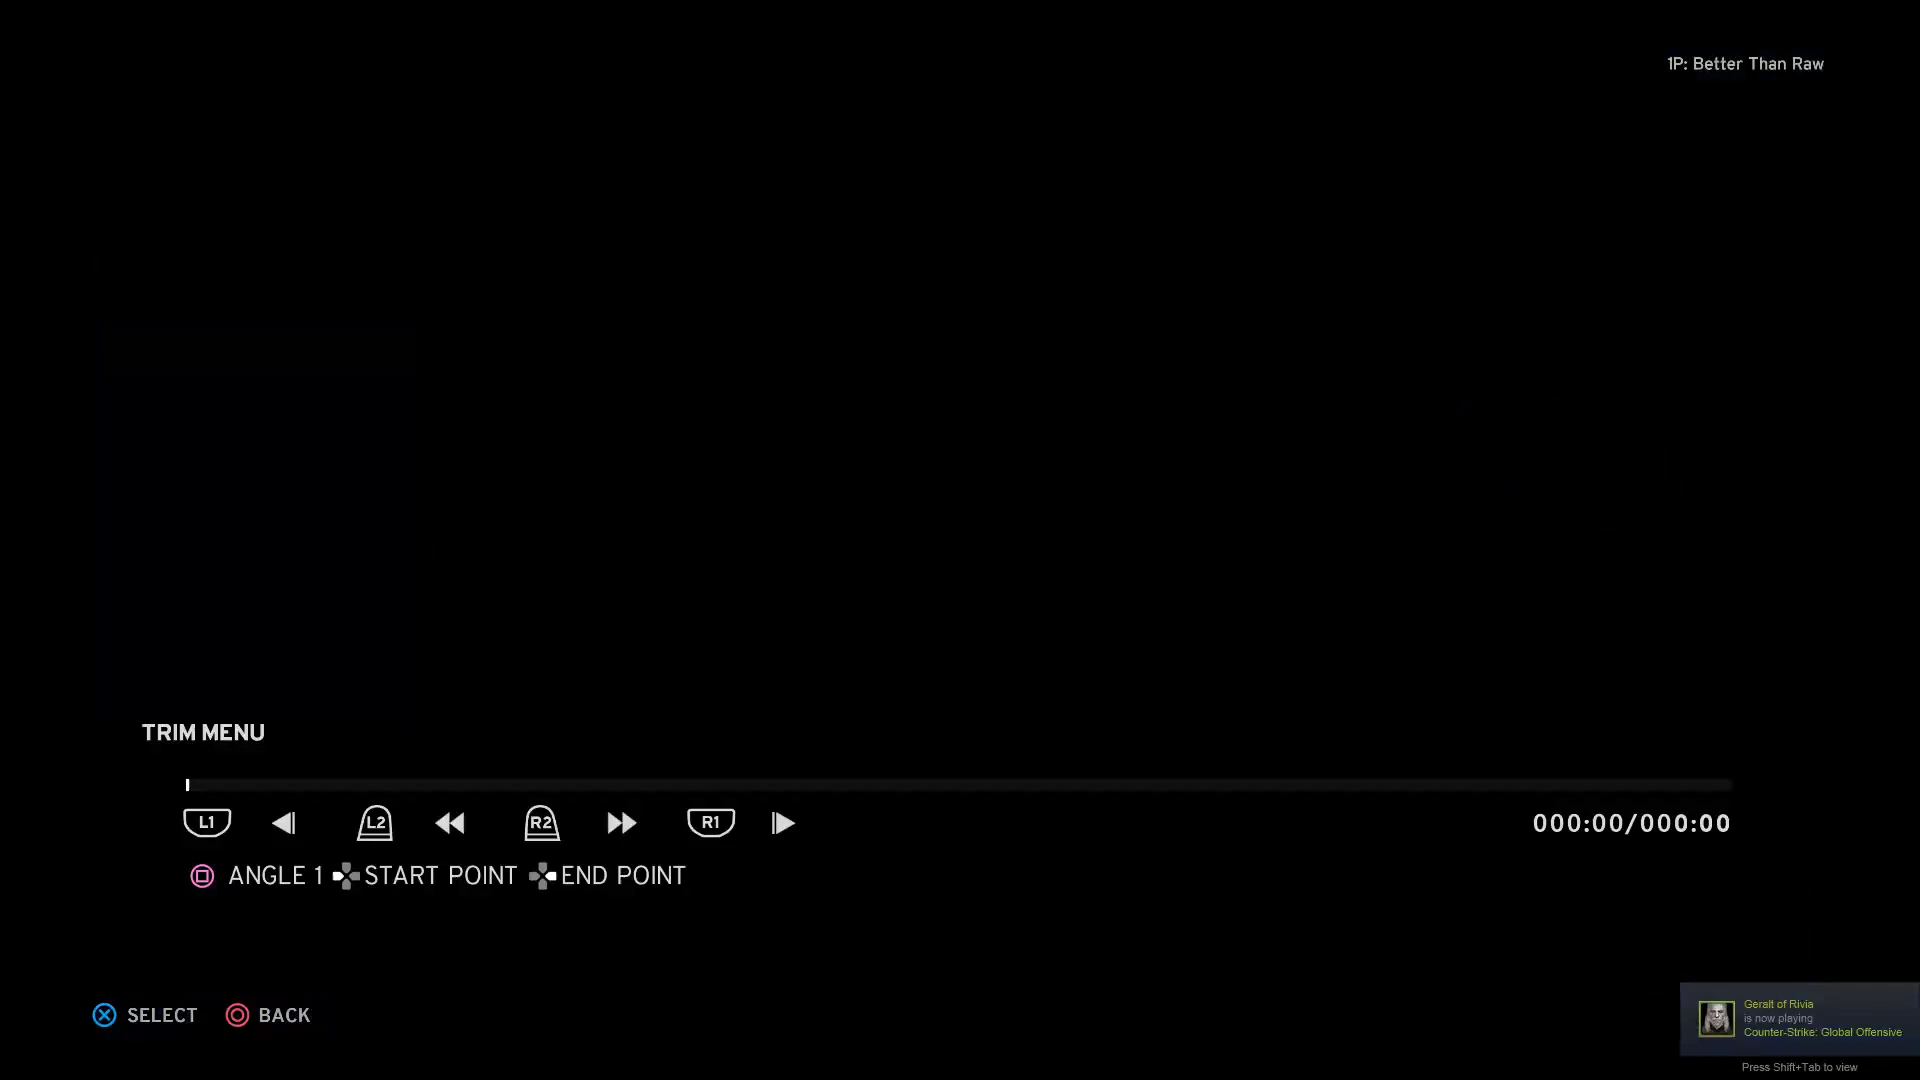 1P: Better Than Raw
TRIM MENU
L1 L2 R2 R1 000:00/000:00
ANGLE 1 START POINT END POINT
SELECT BACK
Geralt of Rivia
is now playing
Counter-Strike: Global Offensive
Press Shift+Tab to view